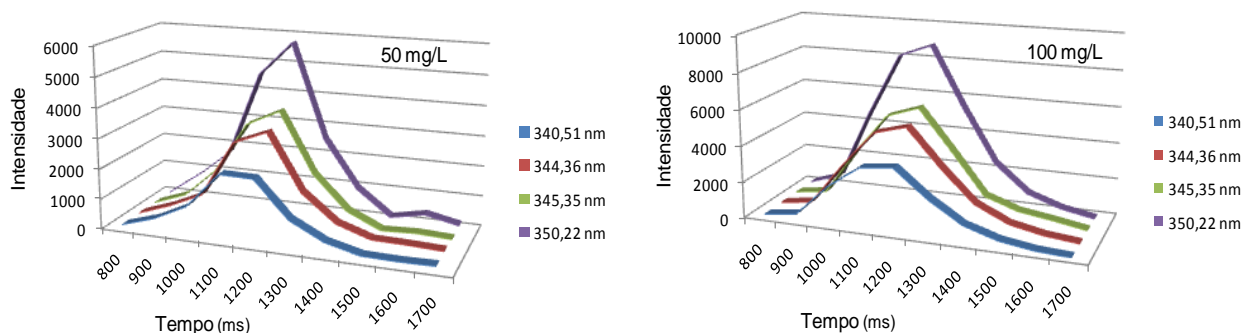 50 mg/L
Intensidade
6000
5000
4000
3000
2000
1000
0
800
900
1000
1100
1200
1300
1400
1500
1600
1700
Tempo (ms)
340,51 nm
344,36 nm
345,35 nm
350,22 nm
100 mg/L
Intensidade
10000
8000
6000
4000
2000
0
800
900
1000
1100
1200
1300
1400
1500
1600
1700
Tempo (ms)
340,51 nm
344,36 nm
345,35 nm
350,22 nm